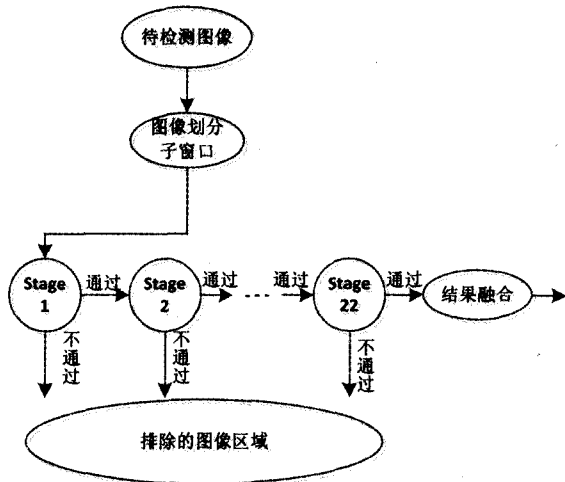 待检测图像
图像划分
子窗口
Stage
1
通过
Stage
2
通过
...
通过
Stage
22
通过
结果融合
不通过
不通过
不通过
排除的图像区域